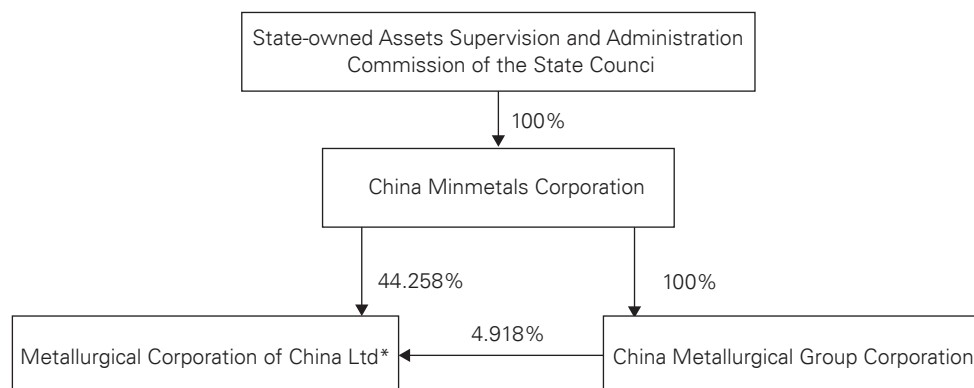 State-owned Assets Supervision and Administration
Commission of the State Counci
100%
China Minmetals Corporation
44.258%
100%
4.918%
Metallurgical Corporation of China Ltd*
China Metallurgical Group Corporation